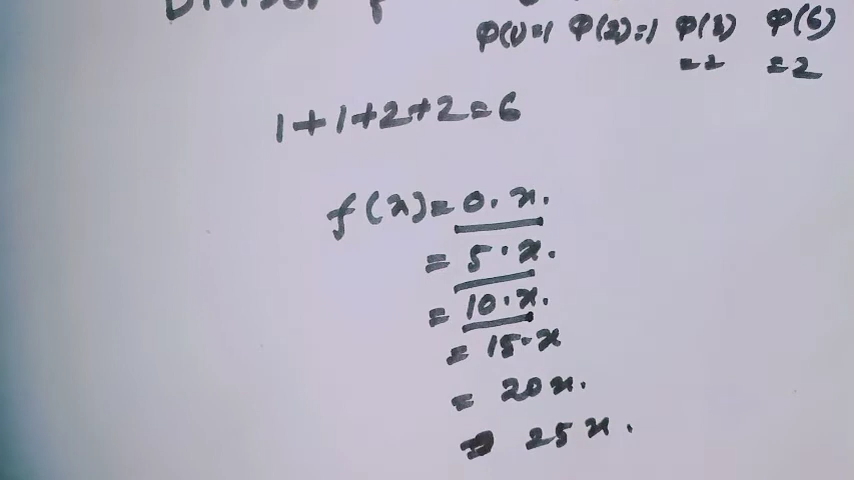 Divisor
φ(1)=1 φ(2)=1 φ(3) φ(6)
=2 =2
1+1+2+2=6
f(x)=0.x.
=5.x.
=10.x.
=15.x
=20x.
= 25x.